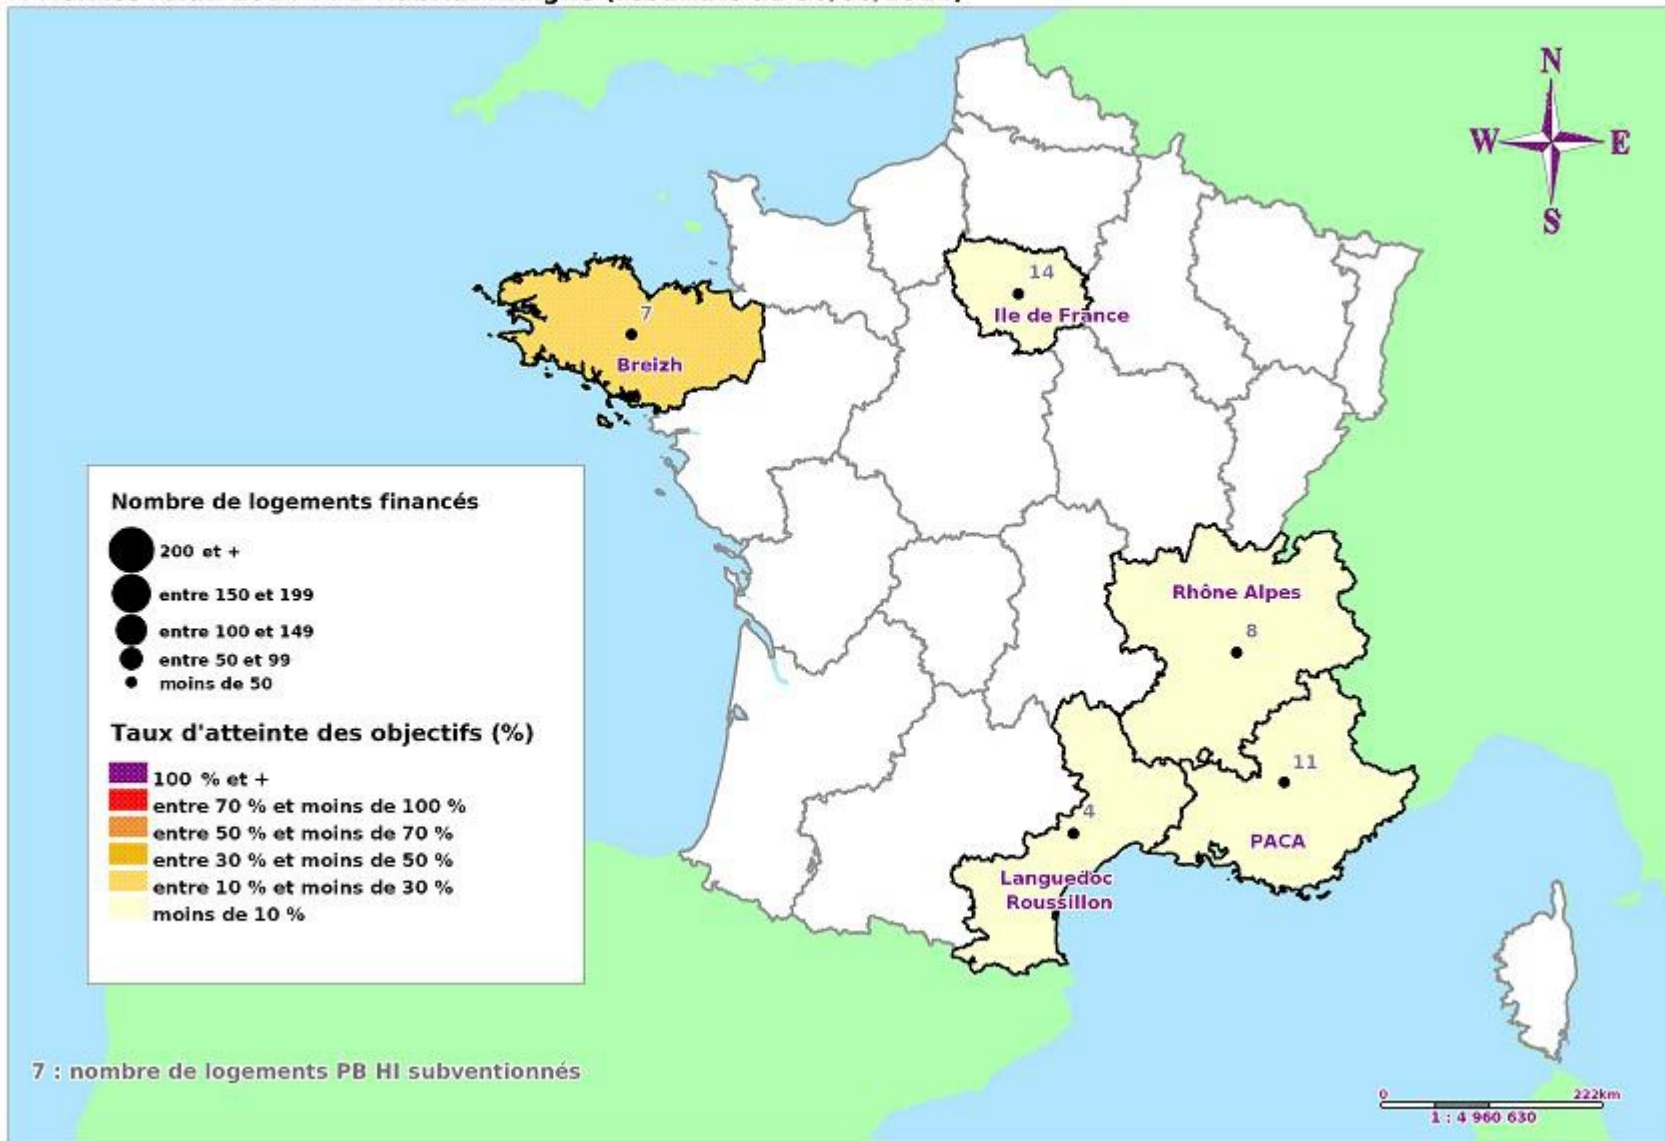 N
W E
S
14
Ile de France
7
Breizh
Nombre de logements financés
200 et +
entre 150 et 199
entre 100 et 149
entre 50 et 99
moins de 50
Taux d'atteinte des objectifs (%)
100 % et +
entre 70 % et moins de 100 %
entre 50 % et moins de 70 %
entre 30 % et moins de 50 %
entre 10 % et moins de 30 %
moins de 10 %
Rhône Alpes
8
11
PACA
4
Languedoc
Roussillon
7 : nombre de logements PB HI subventionnés
0 222km
1 : 4 960 630